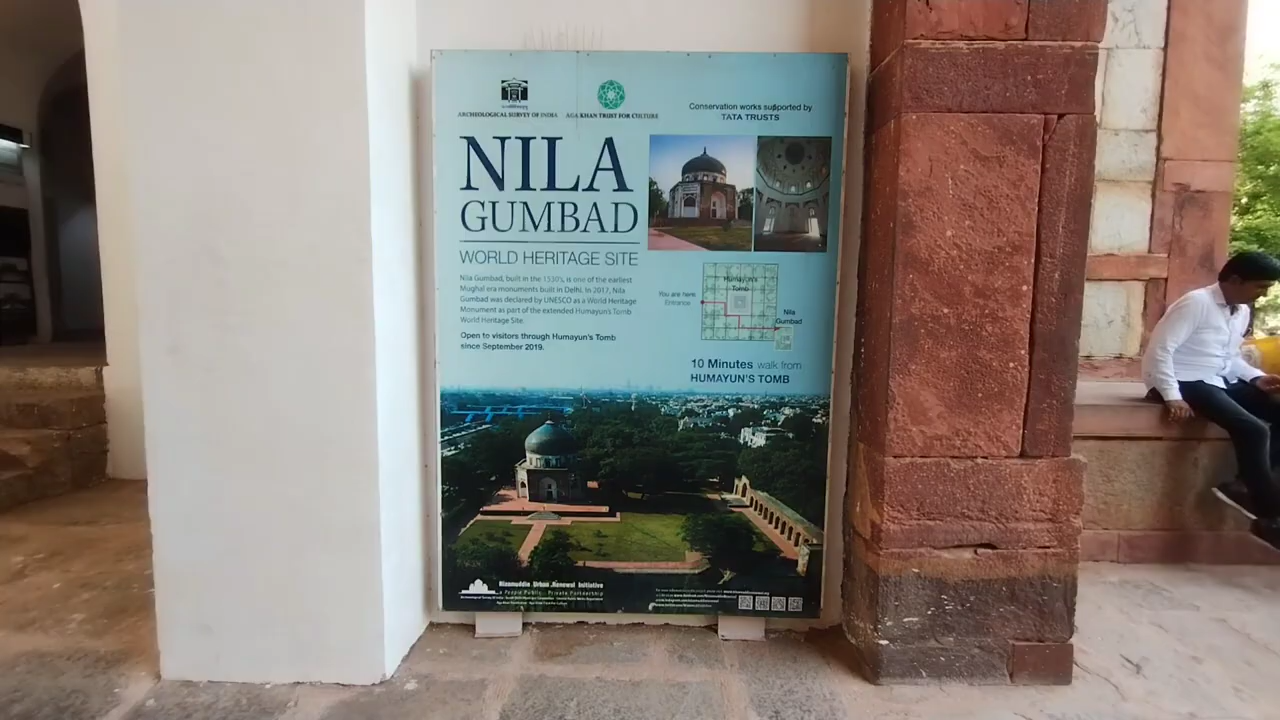 ARCHEOLOGICAL SURVEY OF INDIA
AGA KHAN TRUST FOR CULTURE
Conservation works supported by
TATA TRUSTS
NILA
GUMBAD
WORLD HERITAGE SITE
Nila Gumbad, built in the 1530's, is one of the earliest
Mughal era monuments built in Delhi. In 2017, Nila
Gumbad was declared by UNESCO as a World Heritage
Monument as part of the extended Humayun's Tomb
World Heritage Site.
Open to visitors through Humayun's Tomb
since September 2019.
Humayun's
Tomb
You are here
Entrance
Nila
Gumbad
10 Minutes walk from
HUMAYUN'S TOMB
Nizamuddin Urban Renewal Initiative
a People Public Private Partnership